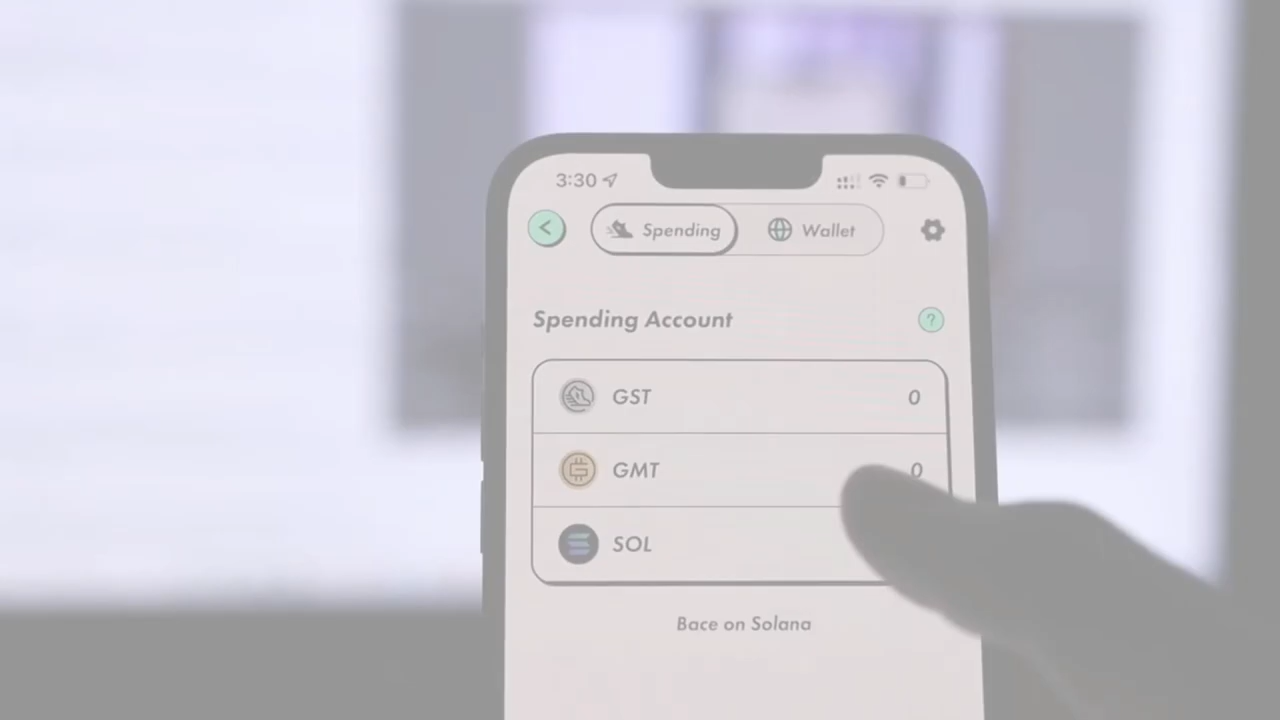 3:30
Spending
Wallet
Spending Account
?
GST 0
GMT 0
SOL
Bace on Solana